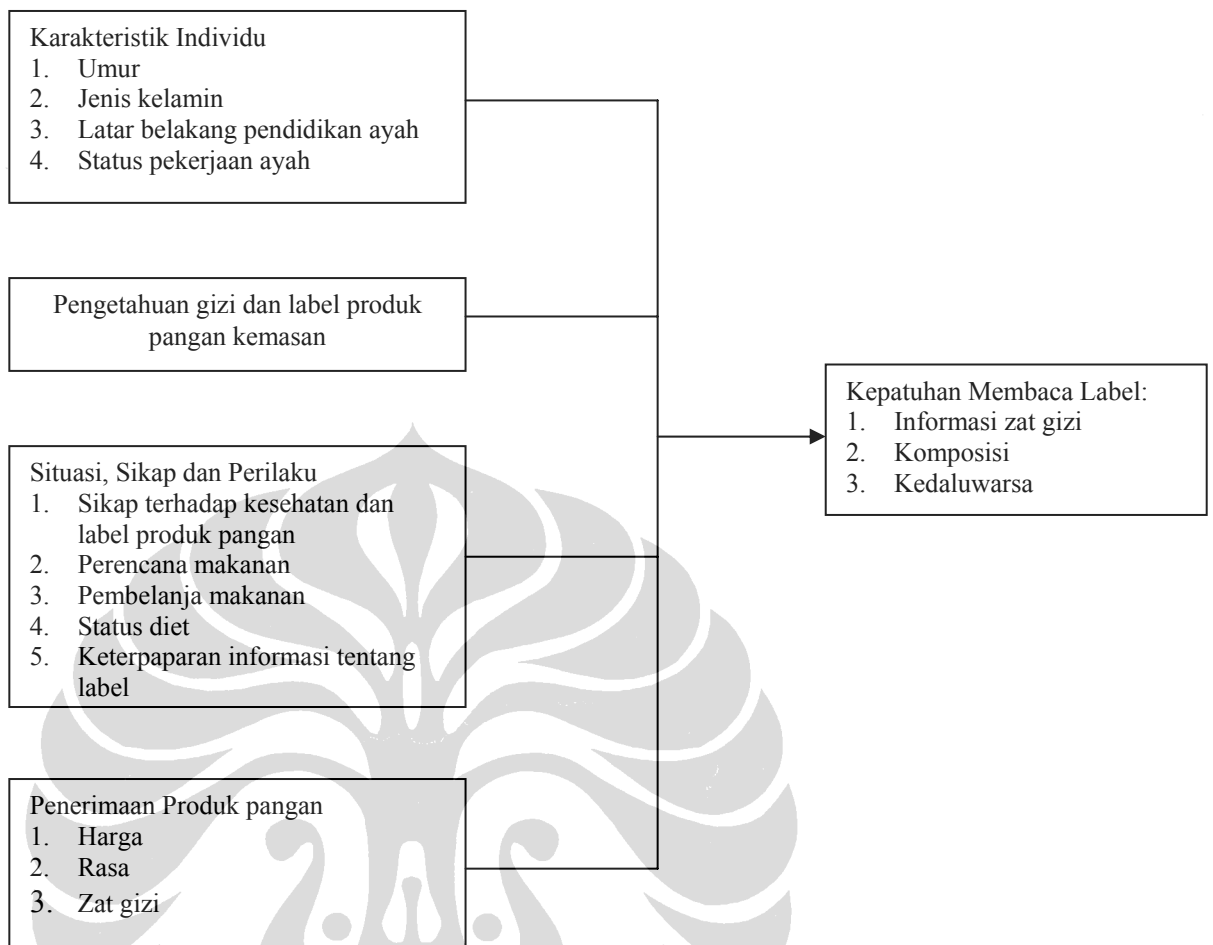 Karakteristik Individu
1. Umur
2. Jenis kelamin
3. Latar belakang pendidikan ayah
4. Status pekerjaan ayah
Pengetahuan gizi dan label produk
pangan kemasan
Situasi, Sikap dan Perilaku
1. Sikap terhadap kesehatan dan
label produk pangan
2. Perencana makanan
3. Pembelanja makanan
4. Status diet
5. Keterpaparan informasi tentang
label
Penerimaan Produk pangan
1. Harga
2. Rasa
3. Zat gizi
Kepatuhan Membaca Label:
1. Informasi zat gizi
2. Komposisi
3. Kedaluwarsa